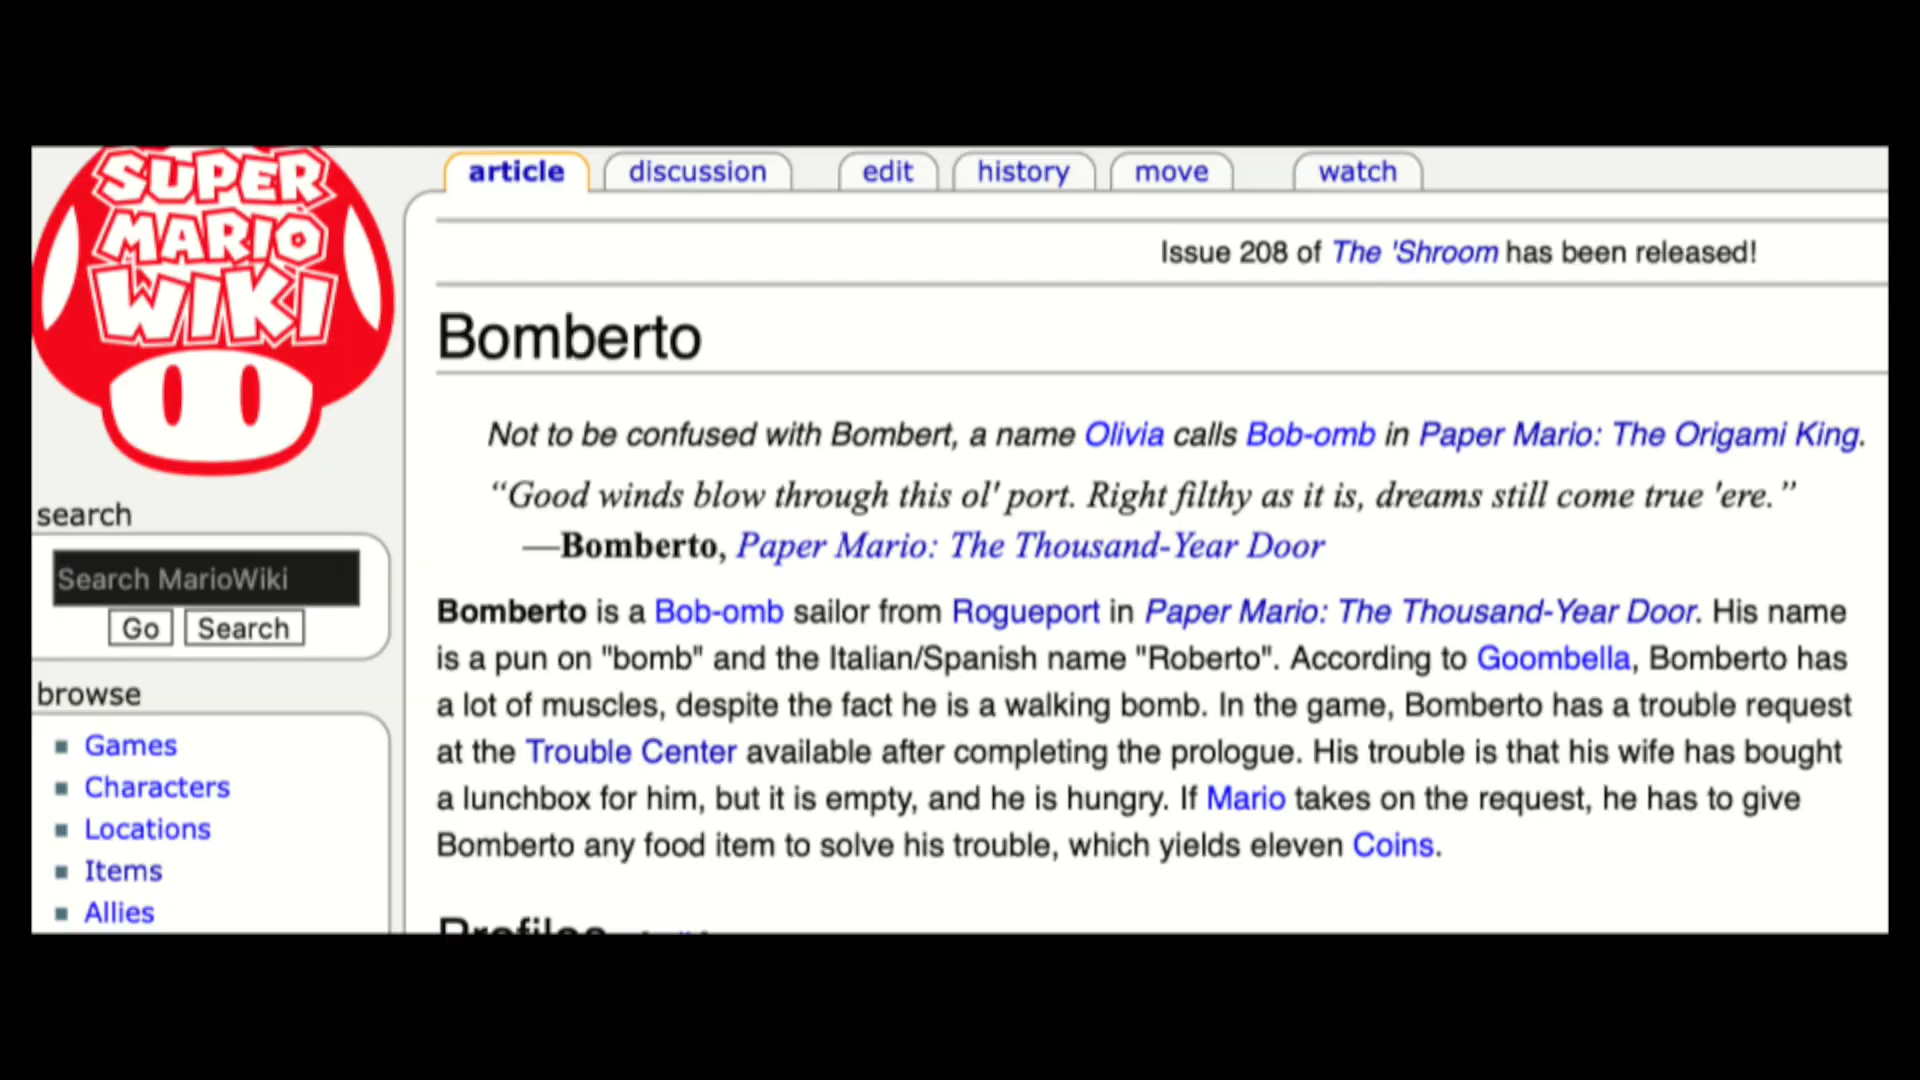 SUPER
MARIO
WIKI
search
Search MarioWiki
Go Search
browse
Games
Characters
Locations
Items
Allies
article discussion edit history move watch
Issue 208 of The 'Shroom has been released!
Bomberto
Not to be confused with Bombert, a name Olivia calls Bob-omb in Paper Mario: The Origami King.
“Good winds blow through this ol' port. Right filthy as it is, dreams still come true 'ere.”
—Bomberto, Paper Mario: The Thousand-Year Door
Bomberto is a Bob-omb sailor from Rogueport in Paper Mario: The Thousand-Year Door. His name
is a pun on "bomb" and the Italian/Spanish name "Roberto". According to Goombella, Bomberto has
a lot of muscles, despite the fact he is a walking bomb. In the game, Bomberto has a trouble request
at the Trouble Center available after completing the prologue. His trouble is that his wife has bought
a lunchbox for him, but it is empty, and he is hungry. If Mario takes on the request, he has to give
Bomberto any food item to solve his trouble, which yields eleven Coins.
Profiles